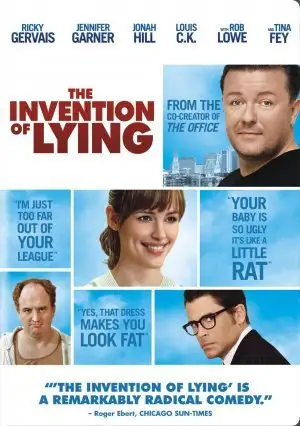 RICKY GERVAIS
JENNIFER GARNER
JONAH HILL
LOUIS C.K.
WITH ROB LOWE
AND TINA FEY
THE
INVENTION
OF LYING
FROM THE
CO-CREATOR OF
THE OFFICE
"I'M JUST
TOO FAR
OUT OF
YOUR
LEAGUE"
"YOUR
BABY IS
SO UGLY
IT'S LIKE A
LITTLE
RAT"
"YES, THAT DRESS
MAKES YOU
LOOK FAT"
"'THE INVENTION OF LYING' IS
A REMARKABLY RADICAL COMEDY."
– Roger Ebert, CHICAGO SUN-TIMES